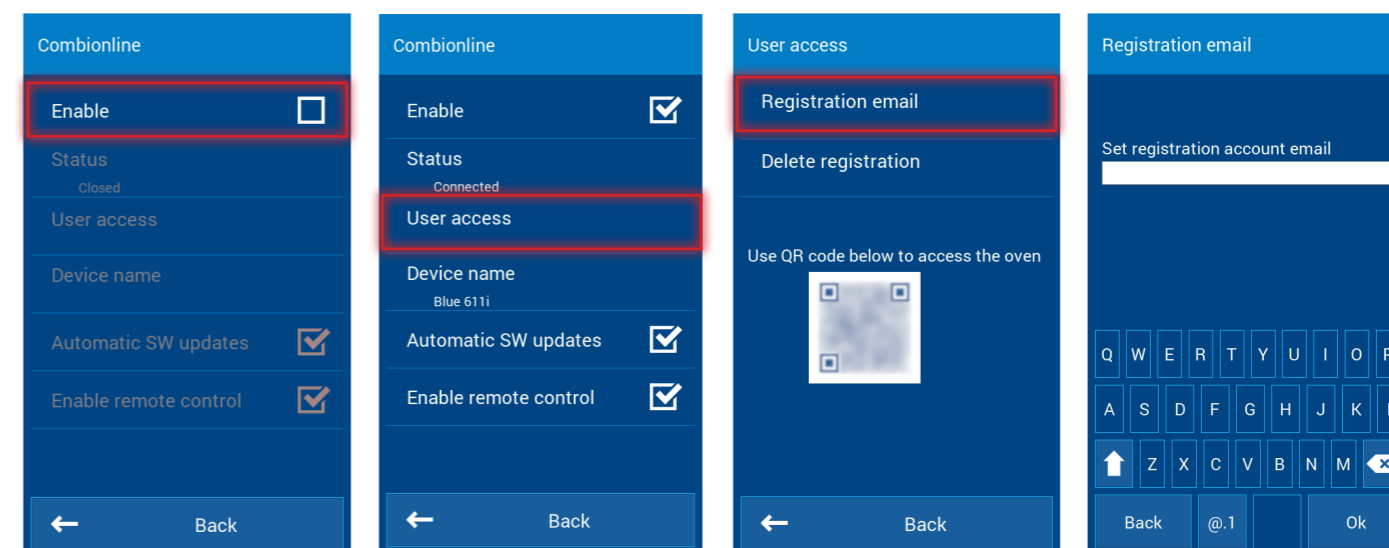 Combionline
Enable
Status
Closed
User access
Device name
Automatic SW updates
Enable remote control
Back
Combionline
Enable
Status
Connected
User access
Device name
Blue 611i
Automatic SW updates
Enable remote control
Back
User access
Registration email
Delete registration
Use QR code below to access the oven
Back
Registration email
Set registration account email
Q W E R T Y U I O
A S D F G H J K
Z X C V B N M
Back @.1 Ok